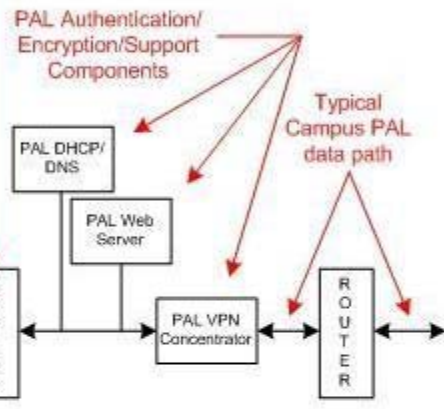 PAL Authentication/
Encryption/Support
Components
Typical
Campus PAL
data path
PAL DHCP/
DNS
PAL Web
Server
PAL VPN
Concentrator
R
O
U
T
E
R